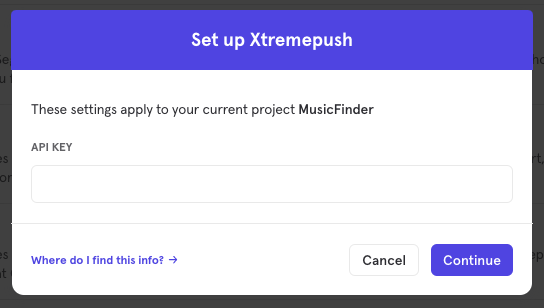 Set up Xtremepush
These settings apply to your current project MusicFinder
API KEY
Where do I find this info? →
Cancel
Continue